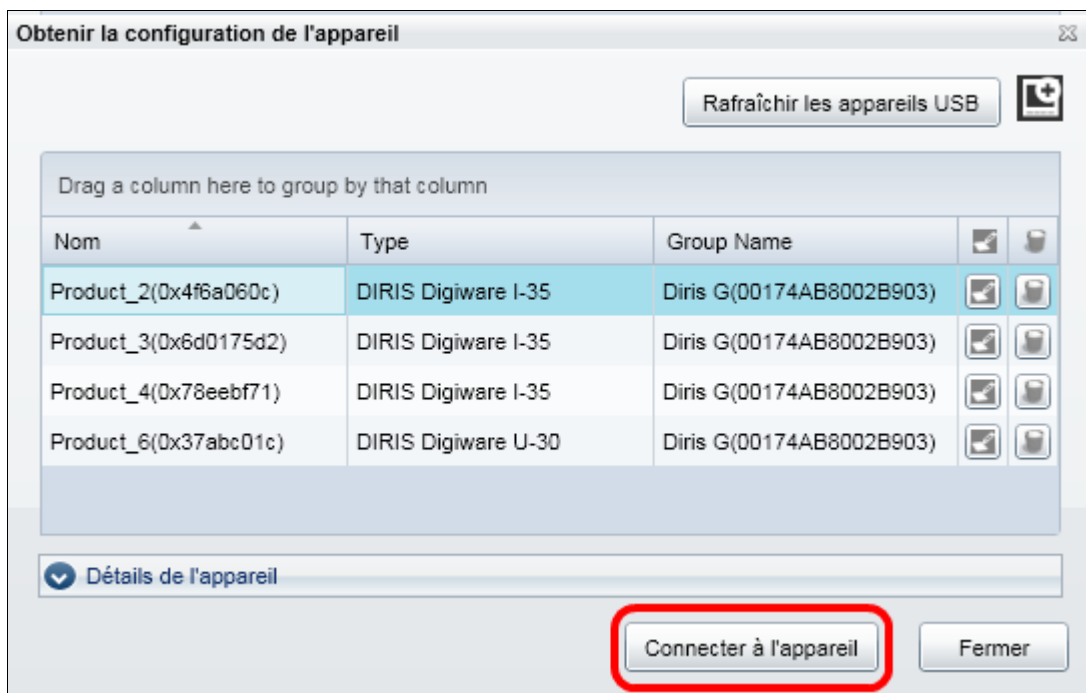 Obtenir la configuration de l'appareil
Rafraîchir les appareils USB
Drag a column here to group by that column
Nom Type Group Name
Product_2(0x4f6a060c) DIRIS Digiware I-35 Diris G(00174AB8002B903)
Product_3(0x6d0175d2) DIRIS Digiware I-35 Diris G(00174AB8002B903)
Product_4(0x78eebf71) DIRIS Digiware I-35 Diris G(00174AB8002B903)
Product_6(0x37abc01c) DIRIS Digiware U-30 Diris G(00174AB8002B903)
Détails de l'appareil
Connecter à l'appareil Fermer